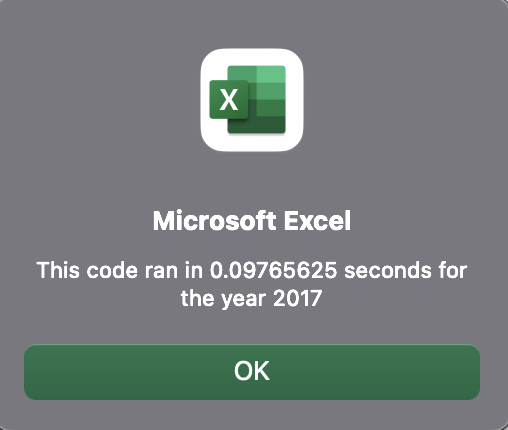 X
Microsoft Excel
This code ran in 0.09765625 seconds for
the year 2017
OK